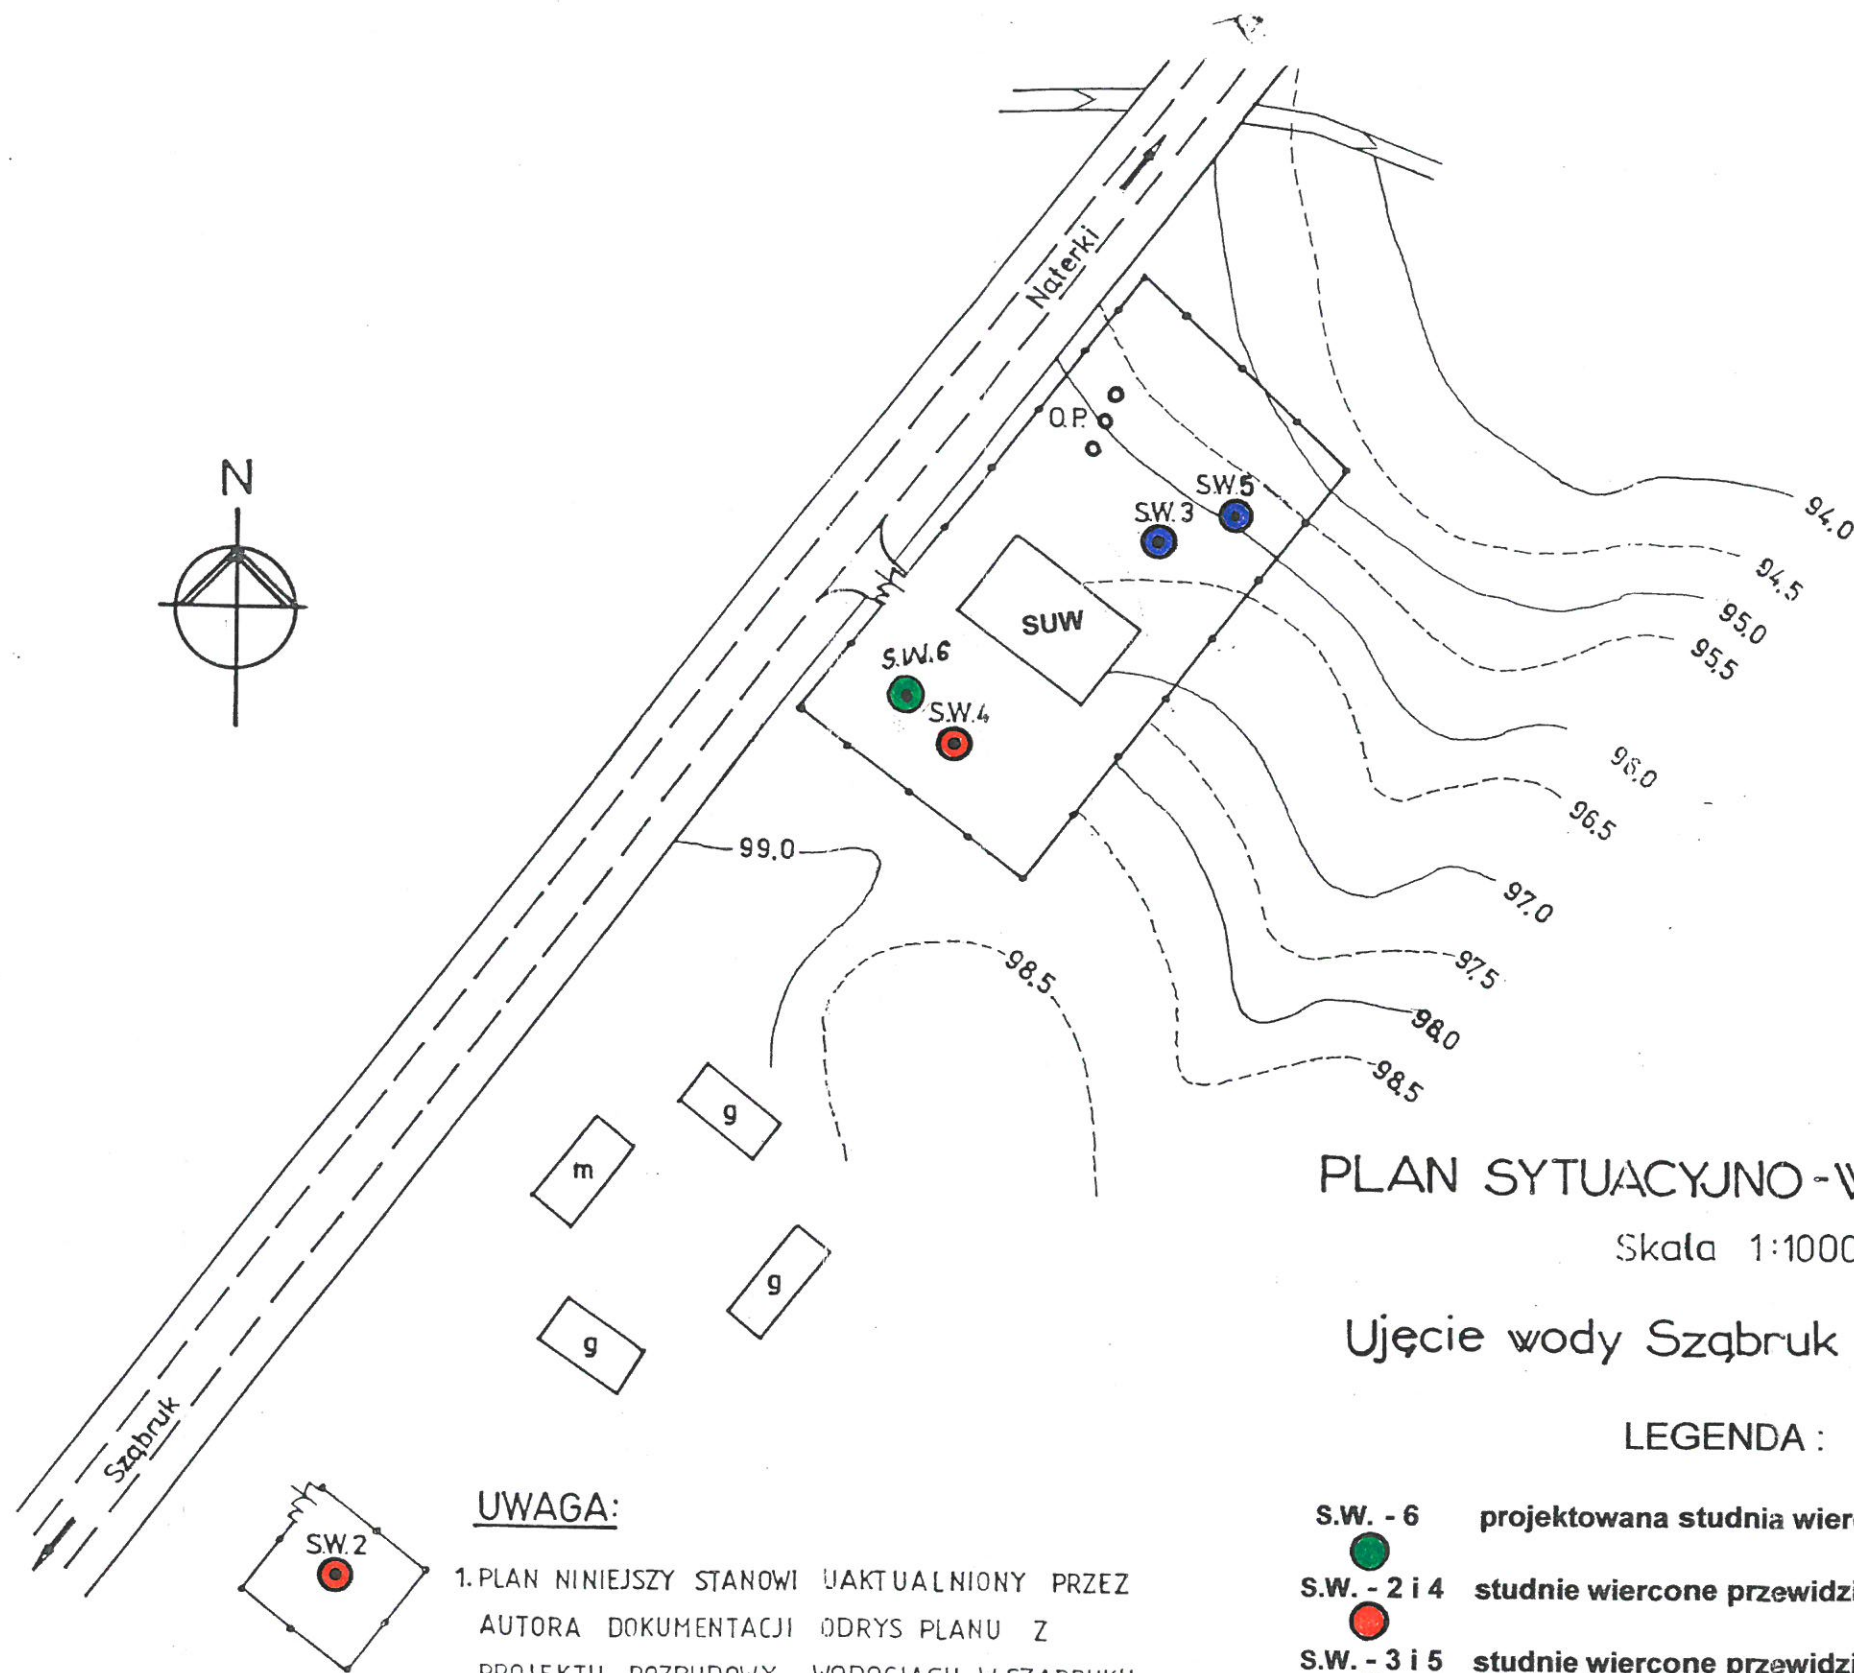 Naterki
N
O.P.
S.W.5
S.W.3
SUW
S.W.6
S.W.4
94.0
94.5
95.0
95.5
96.0
96.5
97.0
97.5
98.0
98.5
99.0
98.5
g
m
g
g
Sząbruk
S.W.2
PLAN SYTUACYJNO -
Skala 1:1000
Ujęcie wody Sząbruk
LEGENDA :
S.W. - 6 projektowana studnia
S.W. - 2 i 4 studnie wiercone
S.W. - 3 i 5 studnie wiercone
UWAGA:
1. PLAN NINIEJSZY STANOWI UAKTUALNIONY PRZEZ
AUTORA DOKUMENTACJI ODRYS PLANU Z